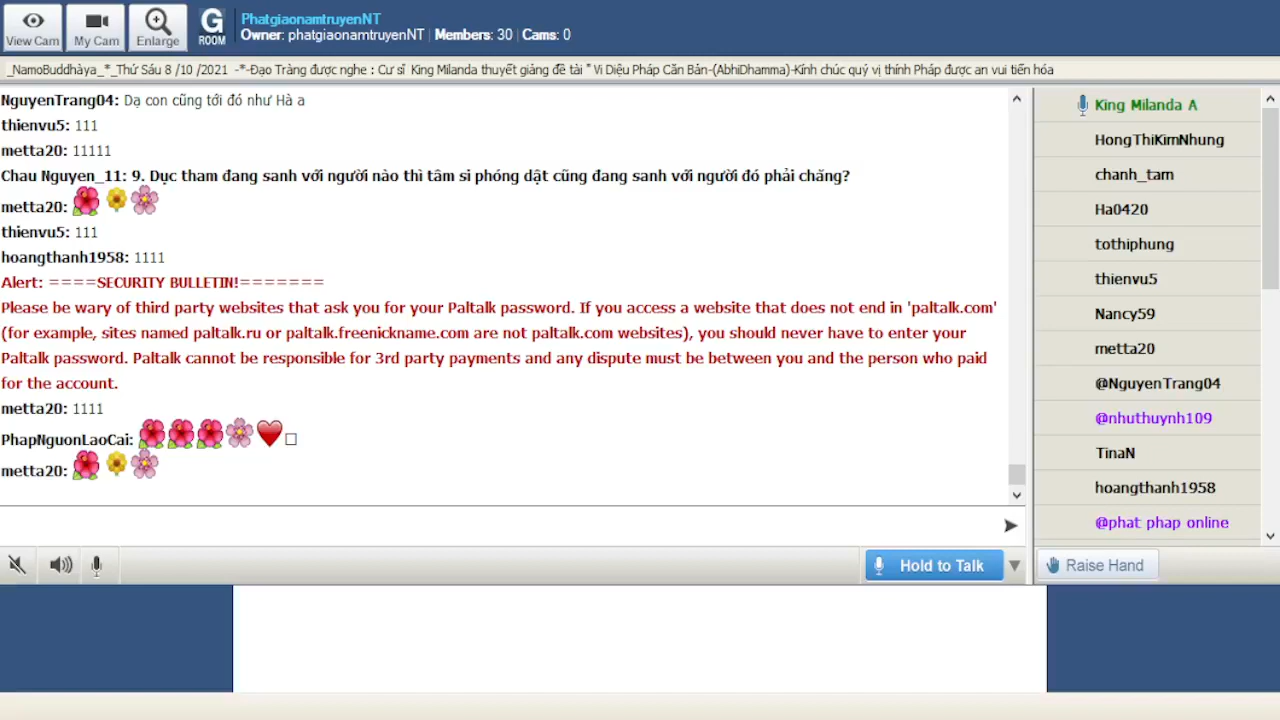 View Cam
My Cam
Enlarge
G ROOM
PhatgiaonamtruyenNT
Owner: phatgiaonamtruyenNT | Members: 30 | Cams: 0
_NamoBuddhàya_*_Thứ Sáu 8 /10 /2021 -*-Đạo Tràng được nghe : Cư sĩ King Milanda thuyết giảng đề tài " Vi Diệu Pháp Căn Bản-(AbhiDhamma)-Kính chúc quý vị thính Pháp được an vui tiến hóa
NguyenTrang04: Dạ con cũng tới đó như Hà a
thienvu5: 111
metta20: 11111
Chau Nguyen_11: 9. Dục tham đang sanh với người nào thì tâm si phóng dật cũng đang sanh với người đó phải chăng?
metta20:
thienvu5: 111
hoangthanh1958: 1111
Alert: ====SECURITY BULLETIN!=======
Please be wary of third party websites that ask you for your Paltalk password. If you access a website that does not end in 'paltalk.com'
(for example, sites named paltalk.ru or paltalk.freenickname.com are not paltalk.com websites), you should never have to enter your
Paltalk password. Paltalk cannot be responsible for 3rd party payments and any dispute must be between you and the person who paid
for the account.
metta20: 1111
PhapNguonLaoCai:
metta20:
King Milanda A
HongThiKimNhung
chanh_tam
Ha0420
tothiphung
thienvu5
Nancy59
metta20
@NguyenTrang04
@nhuthuynh109
TinaN
hoangthanh1958
@phat phap online
Hold to Talk
Raise Hand